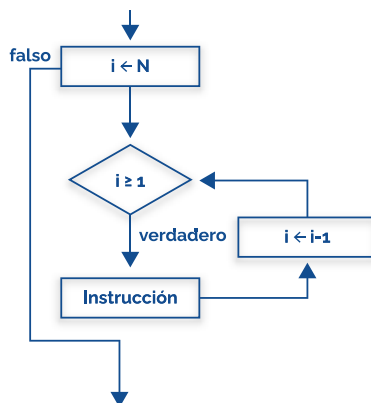 falso
i ← N
i ≥ 1
verdadero
i ← i-1
Instrucción